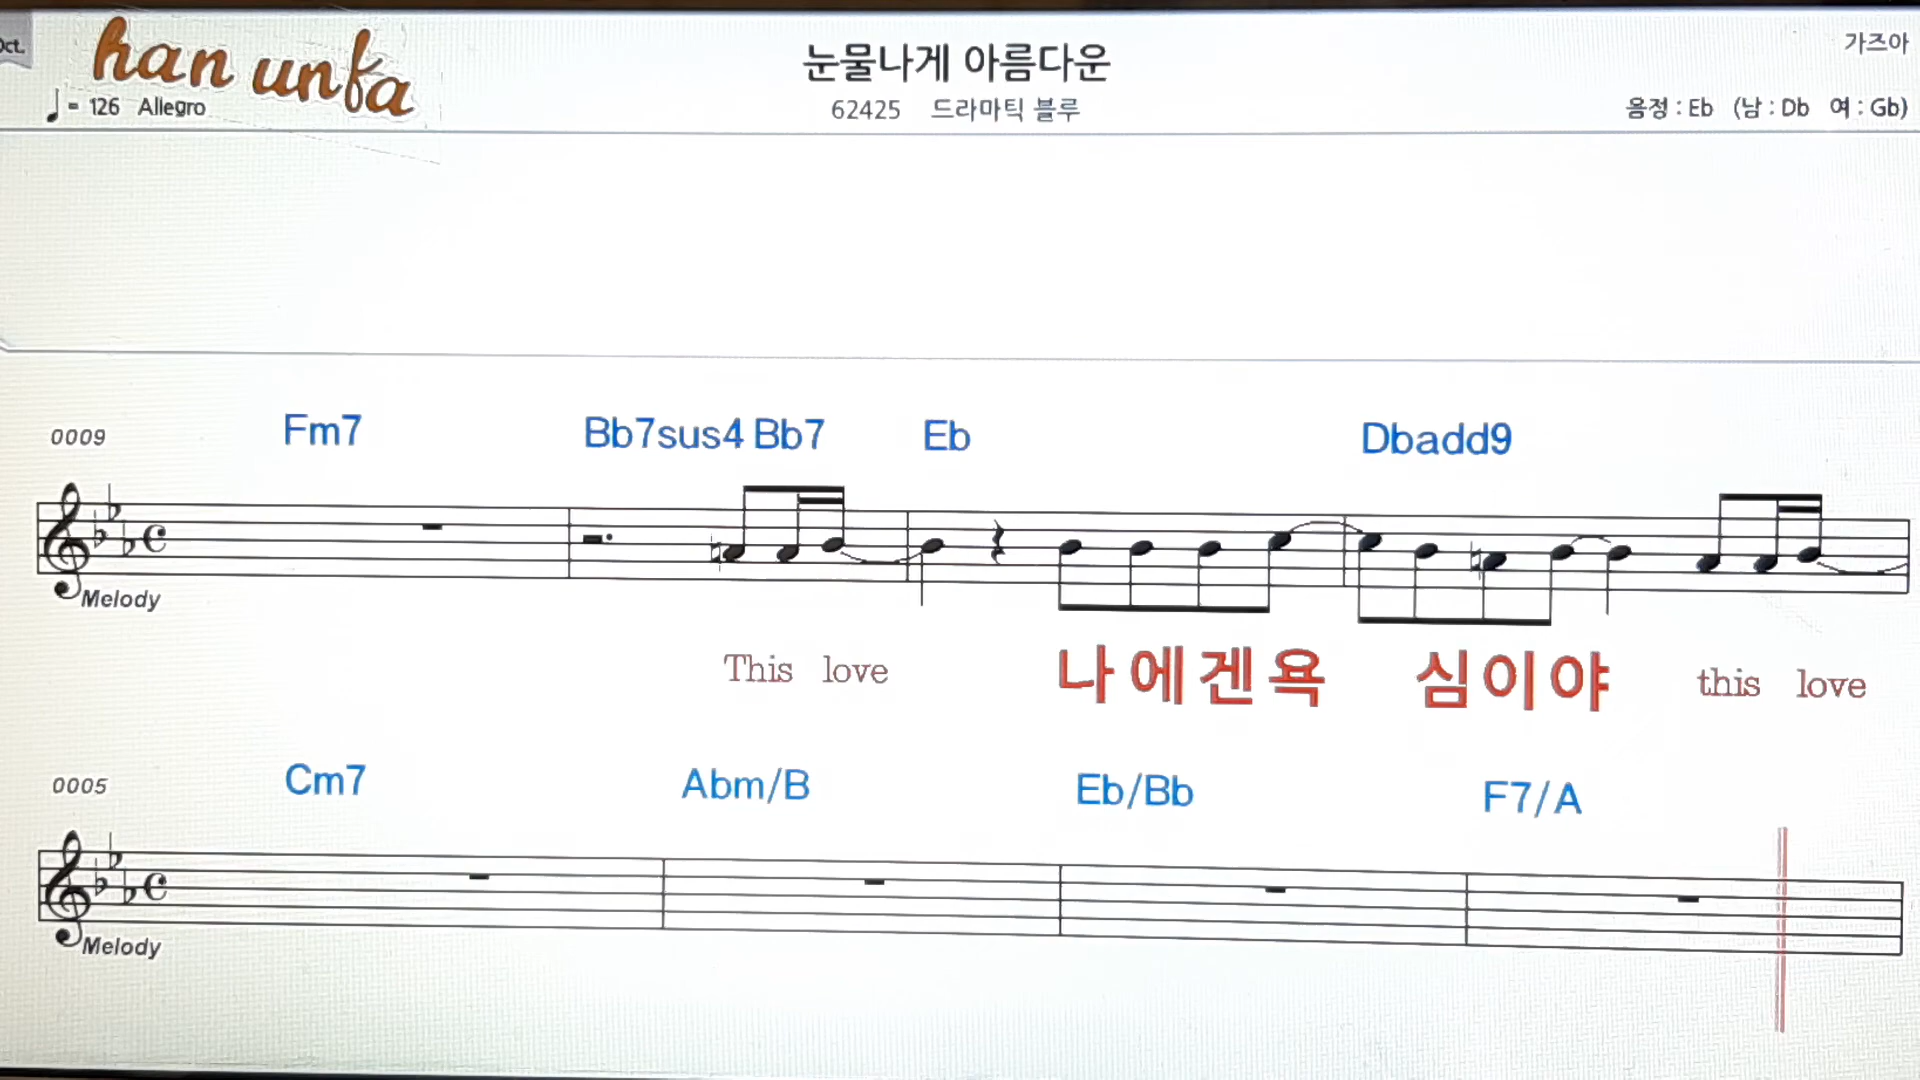 Oct.
han unfa
눈물나게 아름다운
가즈아
♩= 126 Allegro
62425 드라마틱 블루
음정 : Eb (남 : Db 여 : Gb)
0009
Fm7 Bb7sus4 Bb7 Eb Dbadd9
Melody
This love 나 에 겐 욕 심 이 야 this love
0005
Cm7 Abm/B Eb/Bb F7/A
Melody